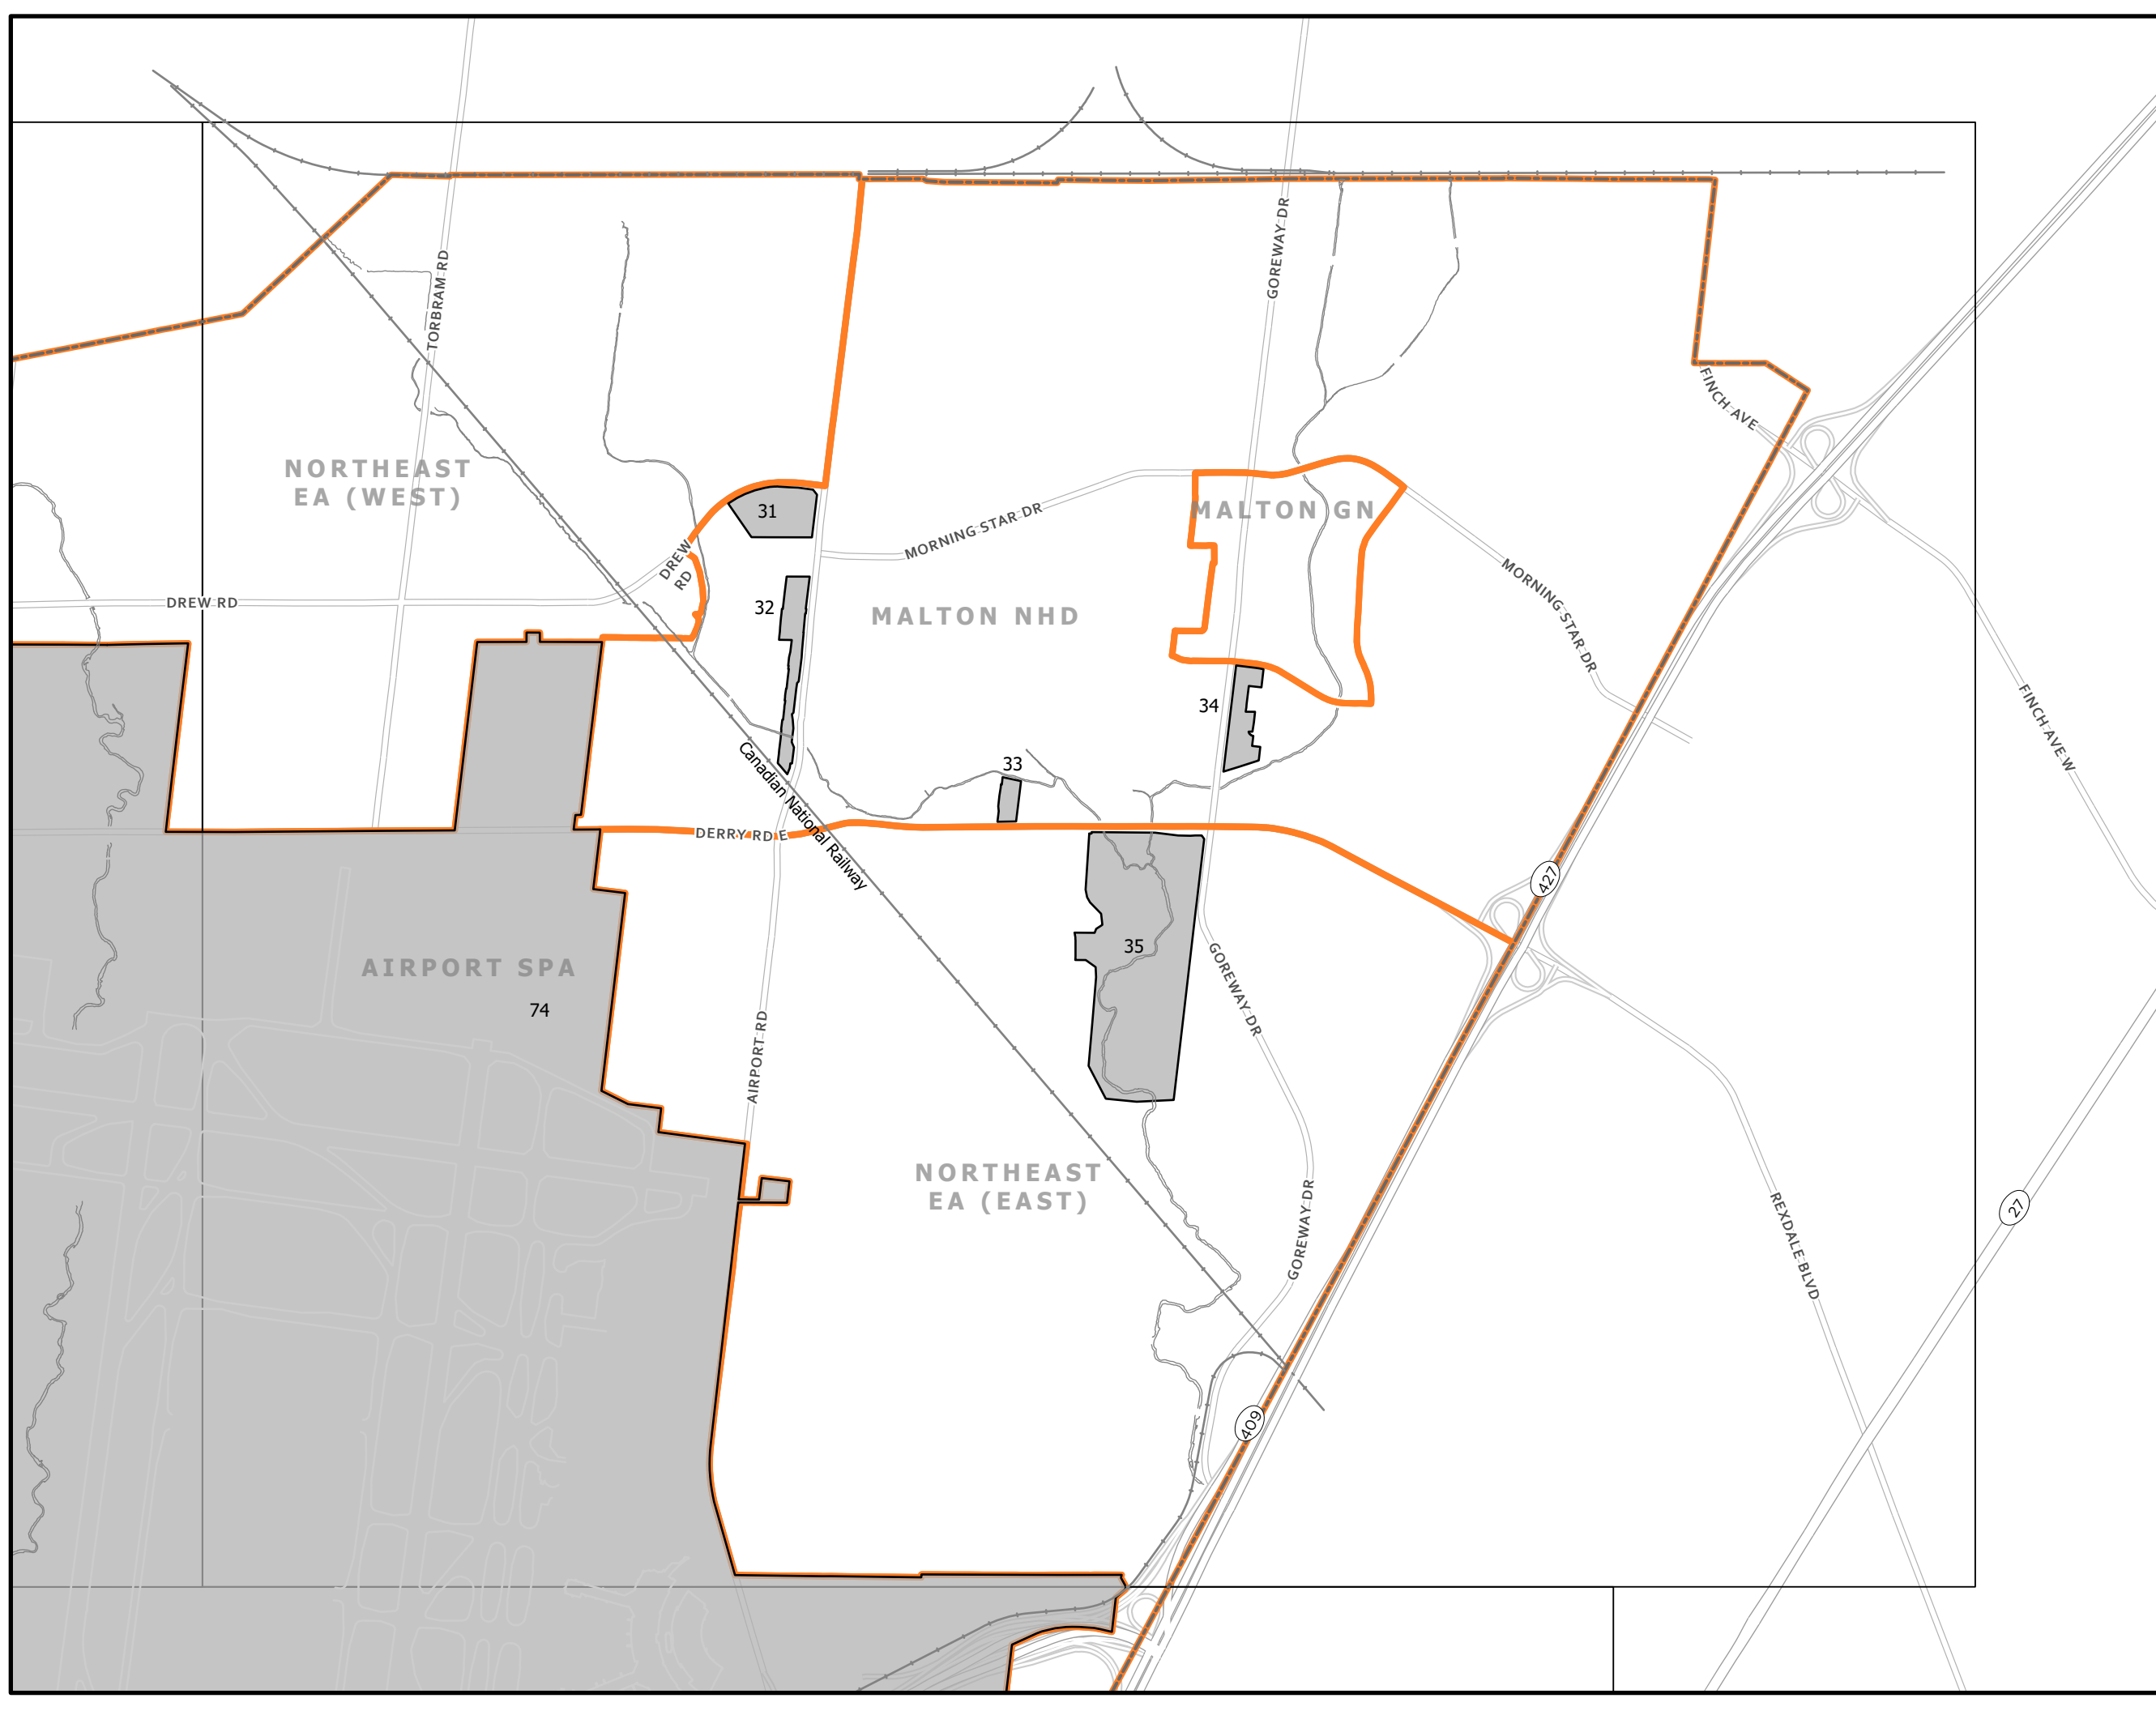 GOREWAY DR
TORBRAM RD
FINCH AVE
NORTHEAST
EA (WEST)
31
MALTON GN
MORNING STAR DR
DREW
RD
MORNING STAR DR
DREW RD
32
MALTON NHD
34
FINCH AVE W
33
Canadian National Railway
DERRY RD E
427
35
AIRPORT SPA
74
GOREWAY DR
AIRPORT RD
NORTHEAST
EA (EAST)
GOREWAY DR
REXDALE BLVD
27
409